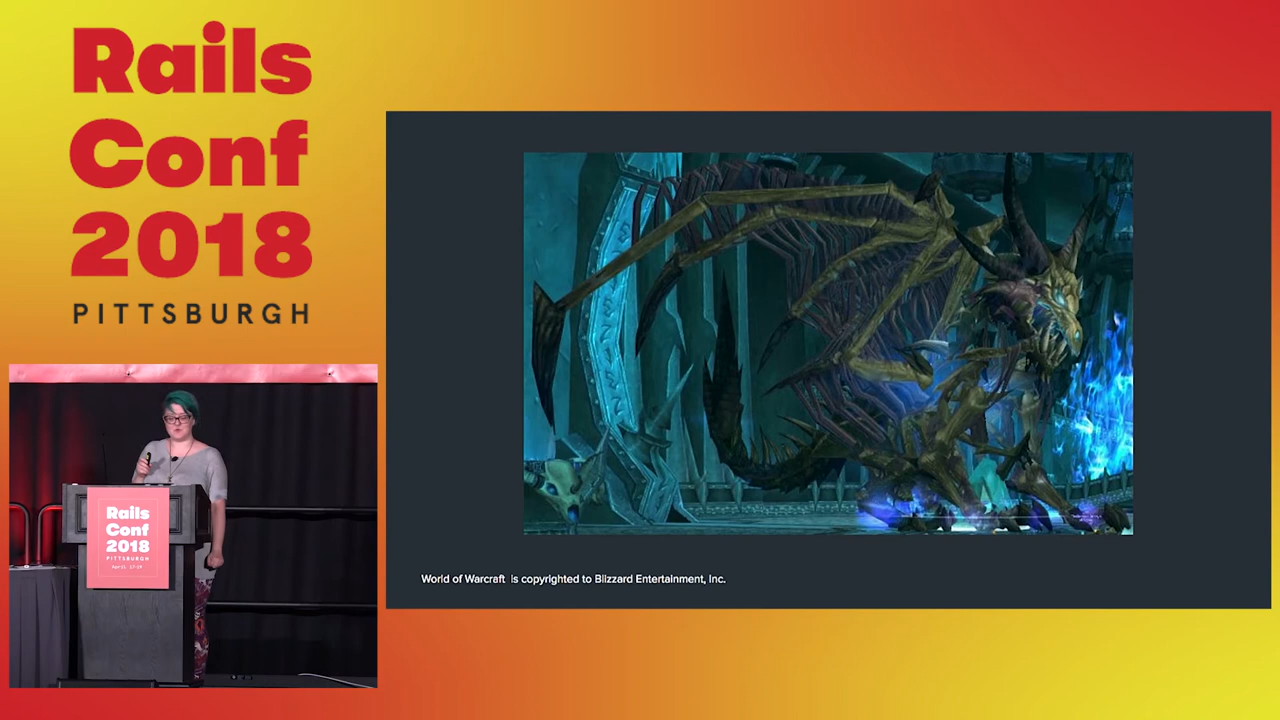 Rails
Conf
2018
PITTSBURGH
Rails
Conf
2018
PITTSBURGH
World of Warcraft is copyrighted to Blizzard Entertainment, Inc.